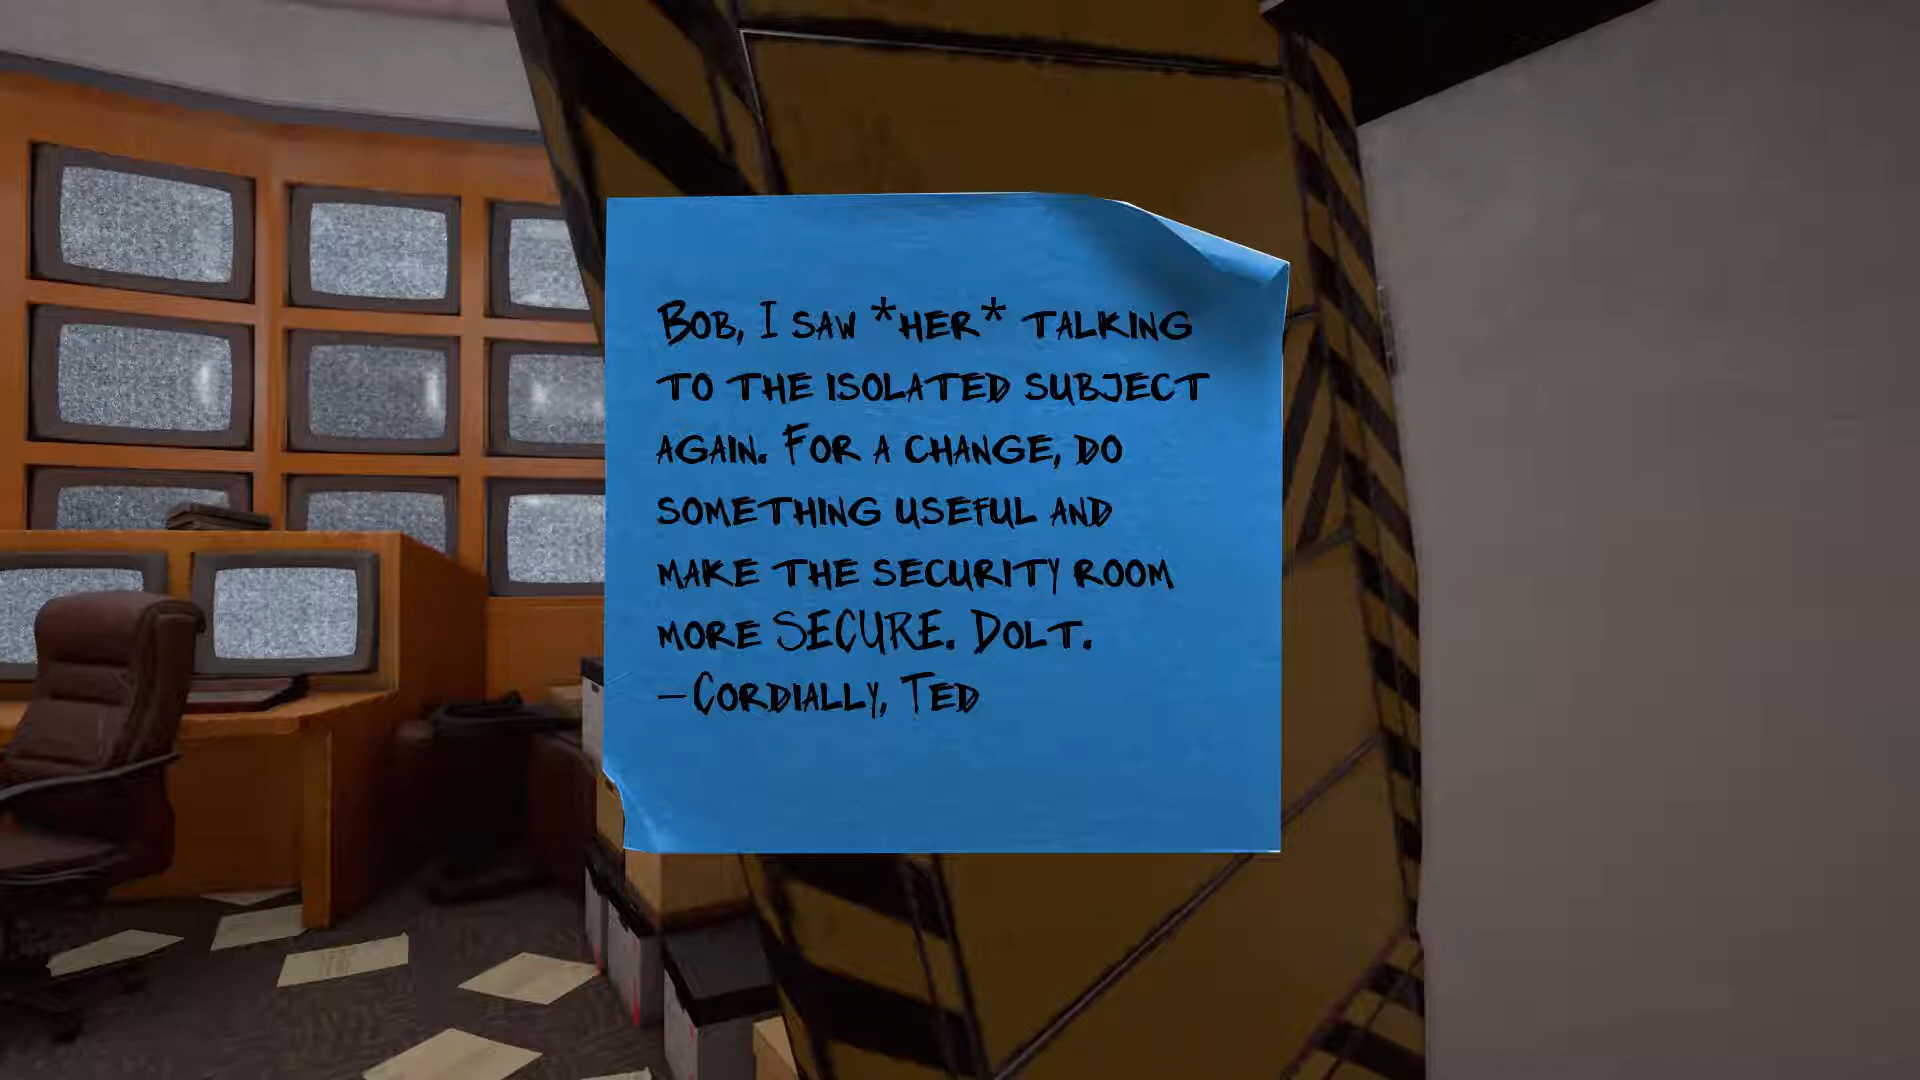 Bob, I saw *her* talking
to the isolated subject
again. For a change, do
something useful and
make the security room
more SECURE. Dolt.
–Cordially, Ted